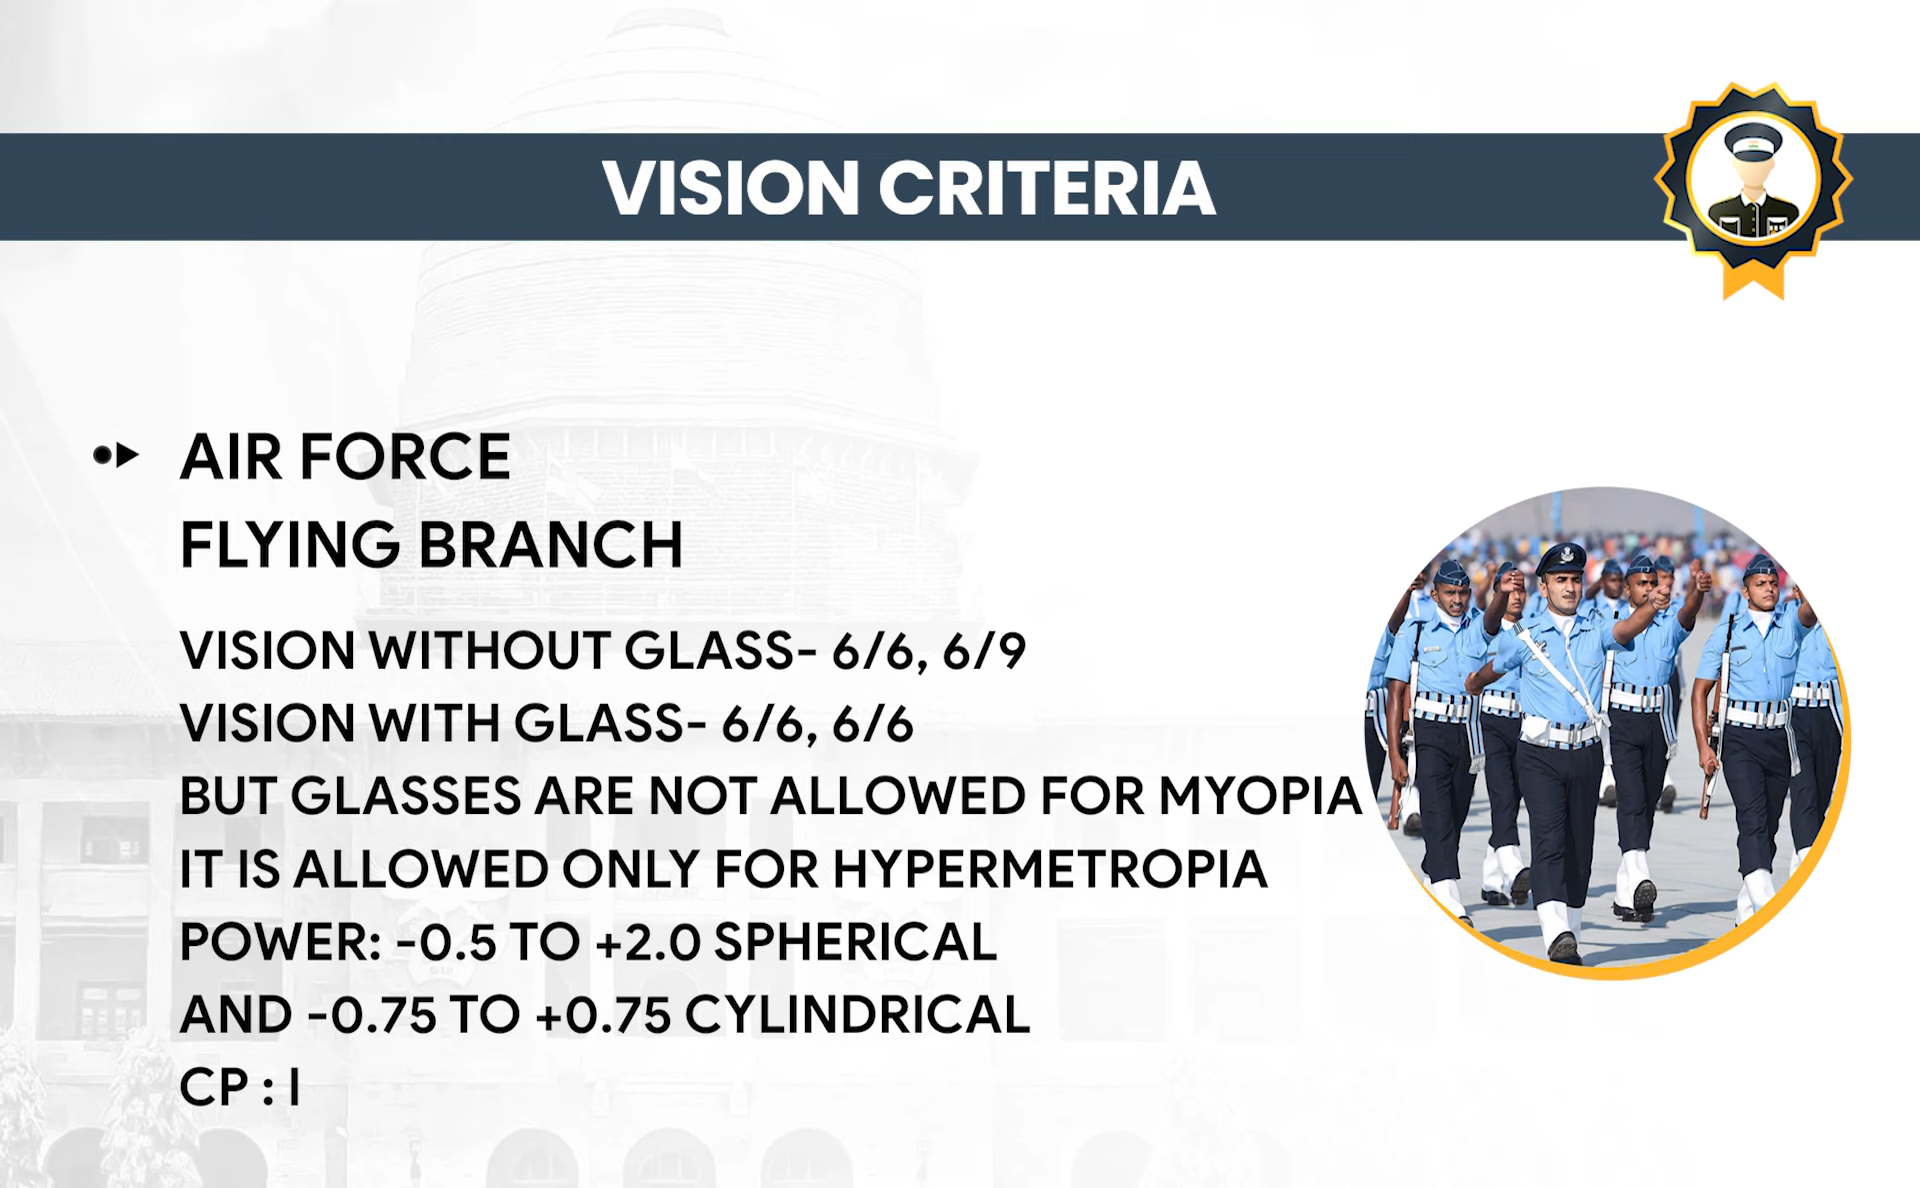 VISION CRITERIA
AIR FORCE
FLYING BRANCH
VISION WITHOUT GLASS- 6/6, 6/9
VISION WITH GLASS- 6/6, 6/6
BUT GLASSES ARE NOT ALLOWED FOR MYOPIA
IT IS ALLOWED ONLY FOR HYPERMETROPIA
POWER: -0.5 TO +2.0 SPHERICAL
AND -0.75 TO +0.75 CYLINDRICAL
CP : I